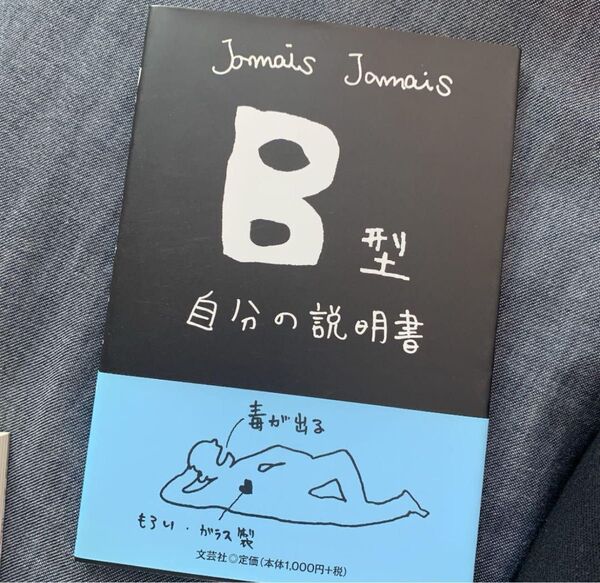 Jamais Jamais
B
型
自分の説明書
毒が出る
もろい・ガラス製
文芸社◎定価(本体1,000円+税)